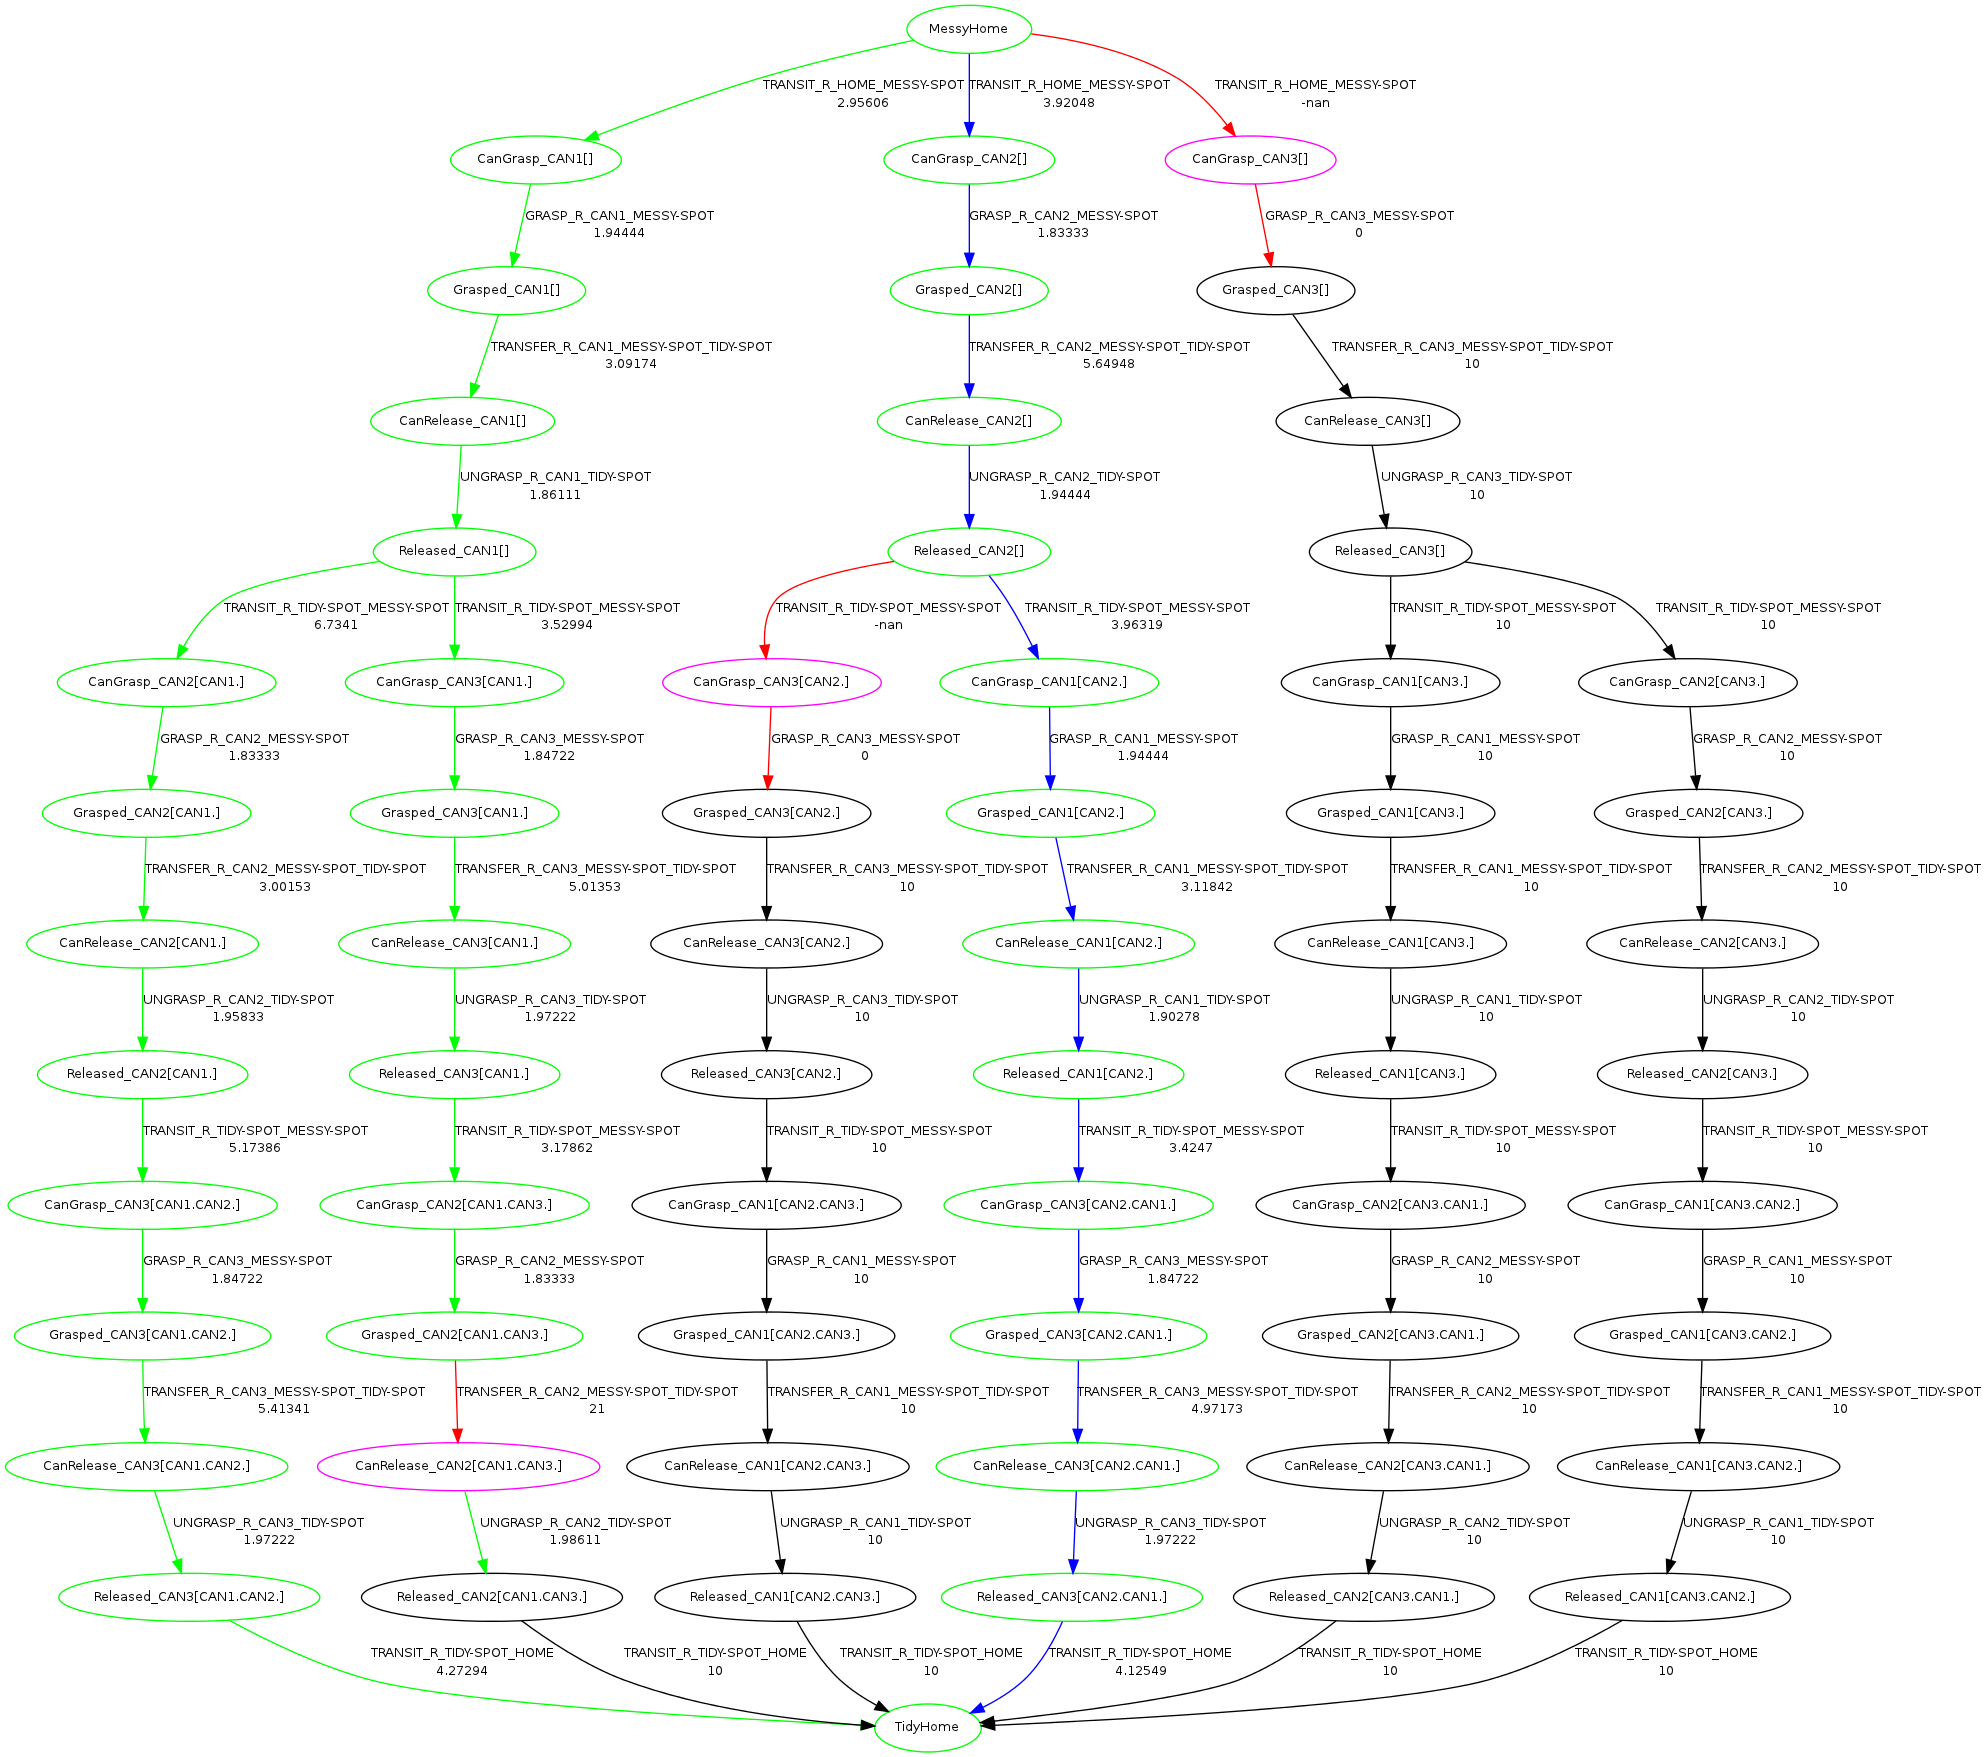 MessyHome
TRANSIT_R_HOME_MESSY-SPOT
2.95606
TRANSIT_R_HOME_MESSY-SPOT
3.92048
TRANSIT_R_HOME_MESSY-SPOT
-nan
CanGrasp_CAN1[]
CanGrasp_CAN2[]
CanGrasp_CAN3[]
GRASP_R_CAN1_MESSY-SPOT
1.94444
GRASP_R_CAN2_MESSY-SPOT
1.83333
GRASP_R_CAN3_MESSY-SPOT
0
Grasped_CAN1[]
Grasped_CAN2[]
Grasped_CAN3[]
TRANSFER_R_CAN1_MESSY-SPOT_TIDY-SPOT
3.09174
TRANSFER_R_CAN2_MESSY-SPOT_TIDY-SPOT
5.64948
TRANSFER_R_CAN3_MESSY-SPOT_TIDY-SPOT
10
CanRelease_CAN1[]
CanRelease_CAN2[]
CanRelease_CAN3[]
UNGRASP_R_CAN1_TIDY-SPOT
1.86111
UNGRASP_R_CAN2_TIDY-SPOT
1.94444
UNGRASP_R_CAN3_TIDY-SPOT
10
Released_CAN1[]
Released_CAN2[]
Released_CAN3[]
TRANSIT_R_TIDY-SPOT_MESSY-SPOT
6.7341
TRANSIT_R_TIDY-SPOT_MESSY-SPOT
3.52994
TRANSIT_R_TIDY-SPOT_MESSY-SPOT
-nan
TRANSIT_R_TIDY-SPOT_MESSY-SPOT
3.96319
TRANSIT_R_TIDY-SPOT_MESSY-SPOT
10
TRANSIT_R_TIDY-SPOT_MESSY-SPOT
10
CanGrasp_CAN2[CAN1.]
CanGrasp_CAN3[CAN1.]
CanGrasp_CAN3[CAN2.]
CanGrasp_CAN1[CAN2.]
CanGrasp_CAN1[CAN3.]
CanGrasp_CAN2[CAN3.]
GRASP_R_CAN2_MESSY-SPOT
1.83333
GRASP_R_CAN3_MESSY-SPOT
1.84722
GRASP_R_CAN3_MESSY-SPOT
0
GRASP_R_CAN1_MESSY-SPOT
1.94444
GRASP_R_CAN1_MESSY-SPOT
10
GRASP_R_CAN2_MESSY-SPOT
10
Grasped_CAN2[CAN1.]
Grasped_CAN3[CAN1.]
Grasped_CAN3[CAN2.]
Grasped_CAN1[CAN2.]
Grasped_CAN1[CAN3.]
Grasped_CAN2[CAN3.]
TRANSFER_R_CAN2_MESSY-SPOT_TIDY-SPOT
3.00153
TRANSFER_R_CAN3_MESSY-SPOT_TIDY-SPOT
5.01353
TRANSFER_R_CAN3_MESSY-SPOT_TIDY-SPOT
10
TRANSFER_R_CAN1_MESSY-SPOT_TIDY-SPOT
3.11842
TRANSFER_R_CAN1_MESSY-SPOT_TIDY-SPOT
10
TRANSFER_R_CAN2_MESSY-SPOT_TIDY-SPOT
10
CanRelease_CAN2[CAN1.]
CanRelease_CAN3[CAN1.]
CanRelease_CAN3[CAN2.]
CanRelease_CAN1[CAN2.]
CanRelease_CAN1[CAN3.]
CanRelease_CAN2[CAN3.]
UNGRASP_R_CAN2_TIDY-SPOT
1.95833
UNGRASP_R_CAN3_TIDY-SPOT
1.97222
UNGRASP_R_CAN3_TIDY-SPOT
10
UNGRASP_R_CAN1_TIDY-SPOT
1.90278
UNGRASP_R_CAN1_TIDY-SPOT
10
UNGRASP_R_CAN2_TIDY-SPOT
10
Released_CAN2[CAN1.]
Released_CAN3[CAN1.]
Released_CAN3[CAN2.]
Released_CAN1[CAN2.]
Released_CAN1[CAN3.]
Released_CAN2[CAN3.]
TRANSIT_R_TIDY-SPOT_MESSY-SPOT
5.17386
TRANSIT_R_TIDY-SPOT_MESSY-SPOT
3.17862
TRANSIT_R_TIDY-SPOT_MESSY-SPOT
10
TRANSIT_R_TIDY-SPOT_MESSY-SPOT
3.4247
TRANSIT_R_TIDY-SPOT_MESSY-SPOT
10
TRANSIT_R_TIDY-SPOT_MESSY-SPOT
10
CanGrasp_CAN3[CAN1.CAN2.]
CanGrasp_CAN2[CAN1.CAN3.]
CanGrasp_CAN1[CAN2.CAN3.]
CanGrasp_CAN3[CAN2.CAN1.]
CanGrasp_CAN2[CAN3.CAN1.]
CanGrasp_CAN1[CAN3.CAN2.]
GRASP_R_CAN3_MESSY-SPOT
1.84722
GRASP_R_CAN2_MESSY-SPOT
1.83333
GRASP_R_CAN1_MESSY-SPOT
10
GRASP_R_CAN3_MESSY-SPOT
1.84722
GRASP_R_CAN2_MESSY-SPOT
10
GRASP_R_CAN1_MESSY-SPOT
10
Grasped_CAN3[CAN1.CAN2.]
Grasped_CAN2[CAN1.CAN3.]
Grasped_CAN1[CAN2.CAN3.]
Grasped_CAN3[CAN2.CAN1.]
Grasped_CAN2[CAN3.CAN1.]
Grasped_CAN1[CAN3.CAN2.]
TRANSFER_R_CAN3_MESSY-SPOT_TIDY-SPOT
5.41341
TRANSFER_R_CAN2_MESSY-SPOT_TIDY-SPOT
21
TRANSFER_R_CAN1_MESSY-SPOT_TIDY-SPOT
10
TRANSFER_R_CAN3_MESSY-SPOT_TIDY-SPOT
4.97173
TRANSFER_R_CAN2_MESSY-SPOT_TIDY-SPOT
10
TRANSFER_R_CAN1_MESSY-SPOT_TIDY-SPOT
10
CanRelease_CAN3[CAN1.CAN2.]
CanRelease_CAN2[CAN1.CAN3.]
CanRelease_CAN1[CAN2.CAN3.]
CanRelease_CAN3[CAN2.CAN1.]
CanRelease_CAN2[CAN3.CAN1.]
CanRelease_CAN1[CAN3.CAN2.]
UNGRASP_R_CAN3_TIDY-SPOT
1.97222
UNGRASP_R_CAN2_TIDY-SPOT
1.98611
UNGRASP_R_CAN1_TIDY-SPOT
10
UNGRASP_R_CAN3_TIDY-SPOT
1.97222
UNGRASP_R_CAN2_TIDY-SPOT
10
UNGRASP_R_CAN1_TIDY-SPOT
10
Released_CAN3[CAN1.CAN2.]
Released_CAN2[CAN1.CAN3.]
Released_CAN1[CAN2.CAN3.]
Released_CAN3[CAN2.CAN1.]
Released_CAN2[CAN3.CAN1.]
Released_CAN1[CAN3.CAN2.]
TRANSIT_R_TIDY-SPOT_HOME
4.27294
TRANSIT_R_TIDY-SPOT_HOME
10
TRANSIT_R_TIDY-SPOT_HOME
10
TRANSIT_R_TIDY-SPOT_HOME
4.12549
TRANSIT_R_TIDY-SPOT_HOME
10
TRANSIT_R_TIDY-SPOT_HOME
10
TidyHome